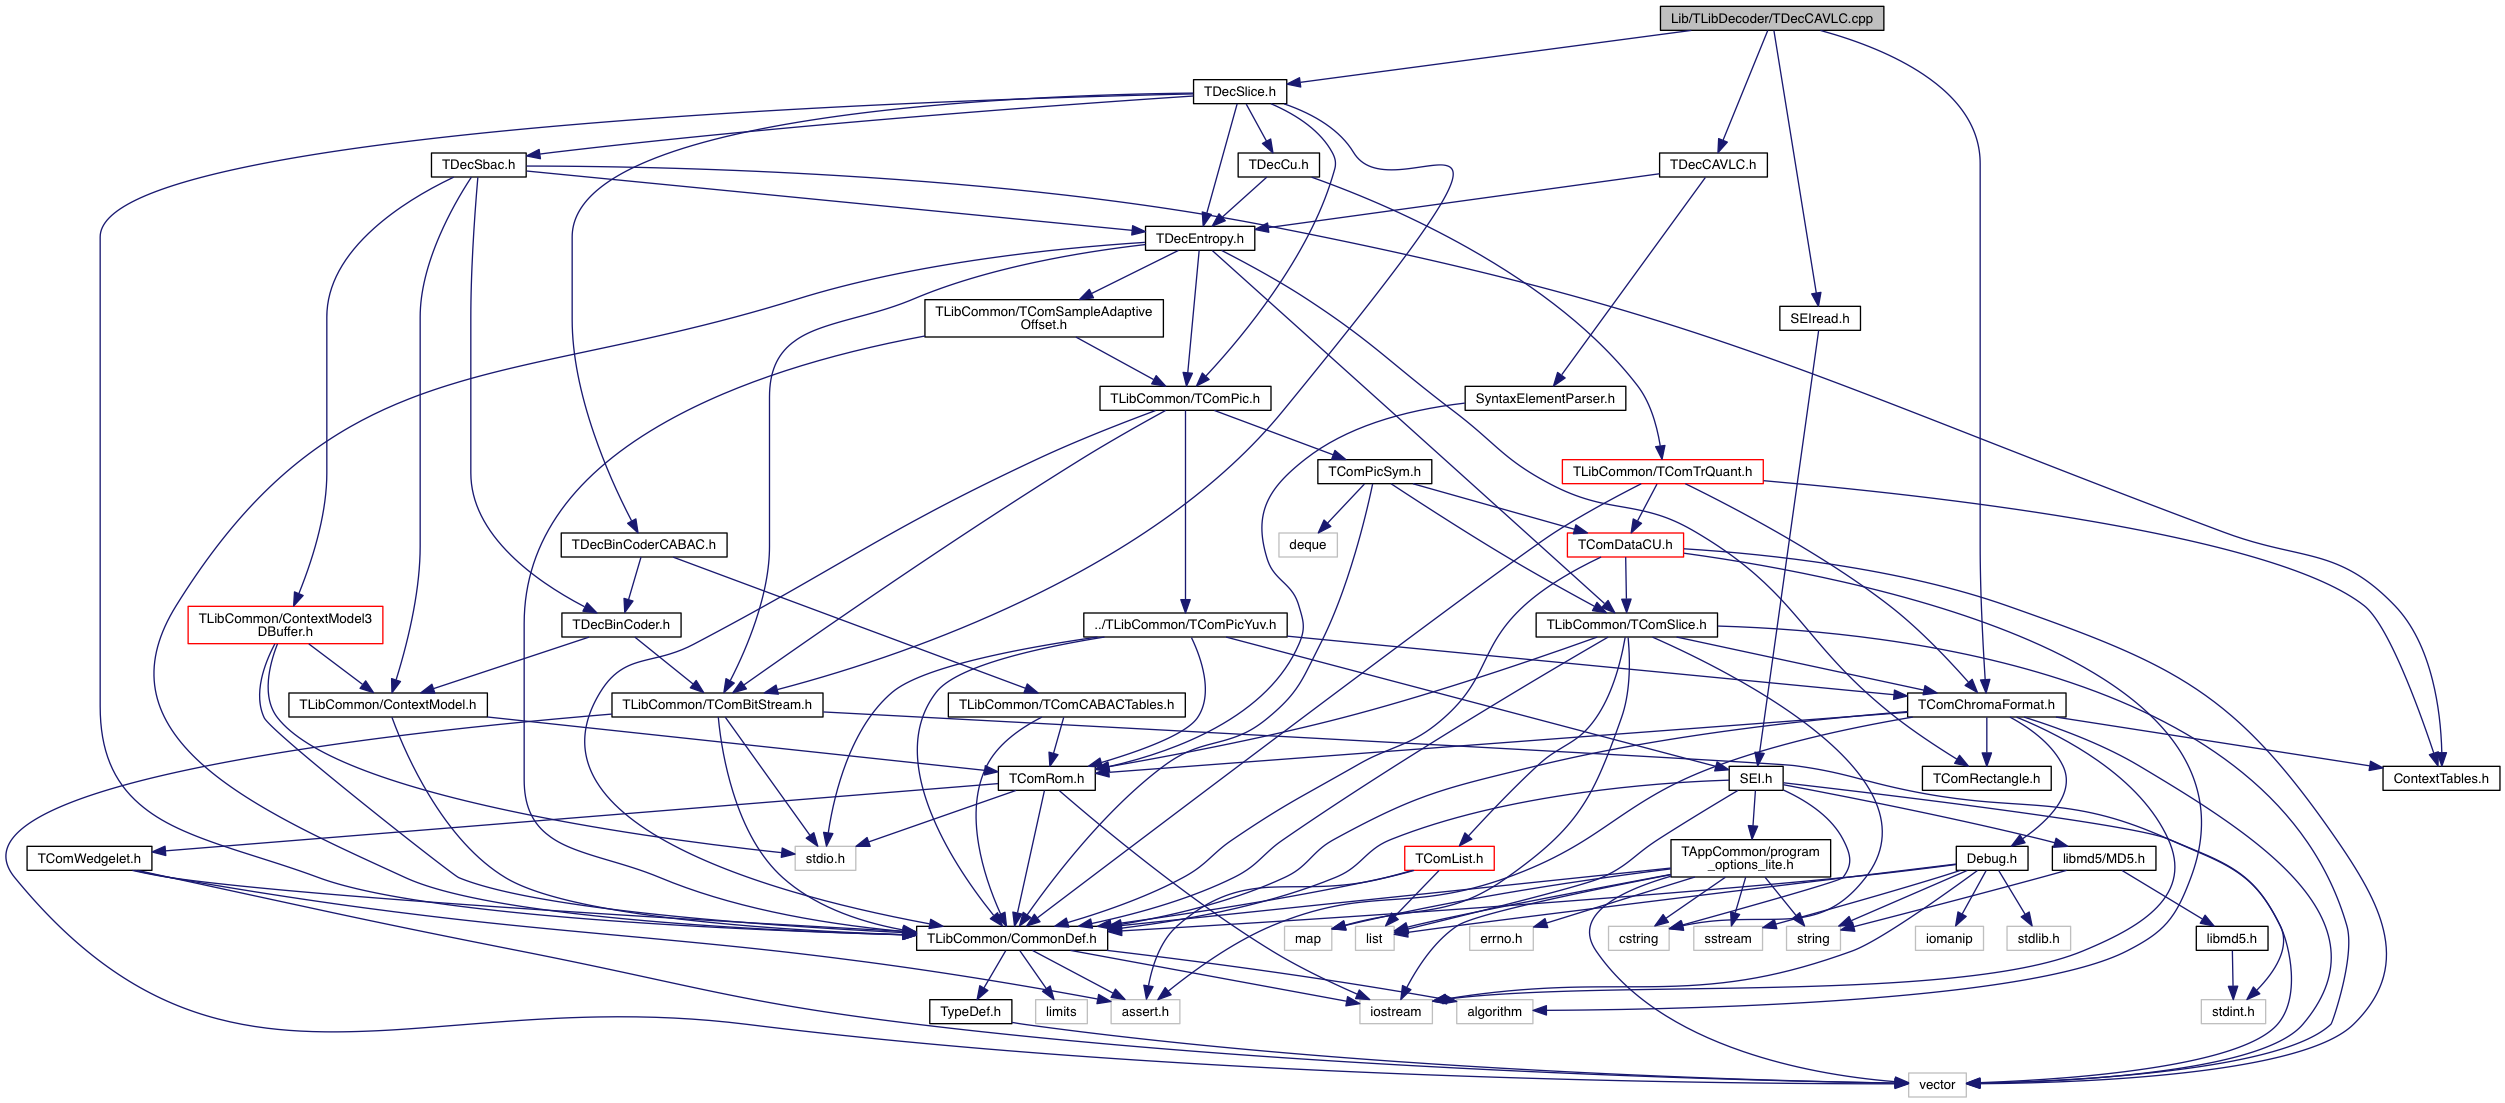 Lib/TLibDecoder/TDecCAVLC.cpp
TDecSlice.h
TDecSbac.h
TDecCu.h
TDecCAVLC.h
TDecEntropy.h
TLibCommon/TComSampleAdaptive
Offset.h
SEIread.h
TLibCommon/TComPic.h
SyntaxElementParser.h
TComPicSym.h
TLibCommon/TComTrQuant.h
TDecBinCoderCABAC.h
deque
TComDataCU.h
TLibCommon/ContextModel3
DBuffer.h
TDecBinCoder.h
../TLibCommon/TComPicYuv.h
TLibCommon/TComSlice.h
TLibCommon/ContextModel.h
TLibCommon/TComBitStream.h
TLibCommon/TComCABACTables.h
TComChromaFormat.h
TComRom.h
SEI.h
TComRectangle.h
ContextTables.h
TComWedgelet.h
stdio.h
TComList.h
TAppCommon/program
_options_lite.h
Debug.h
libmd5/MD5.h
TLibCommon/CommonDef.h
map
list
errno.h
cstring
sstream
string
iomanip
stdlib.h
libmd5.h
TypeDef.h
limits
assert.h
iostream
algorithm
stdint.h
vector